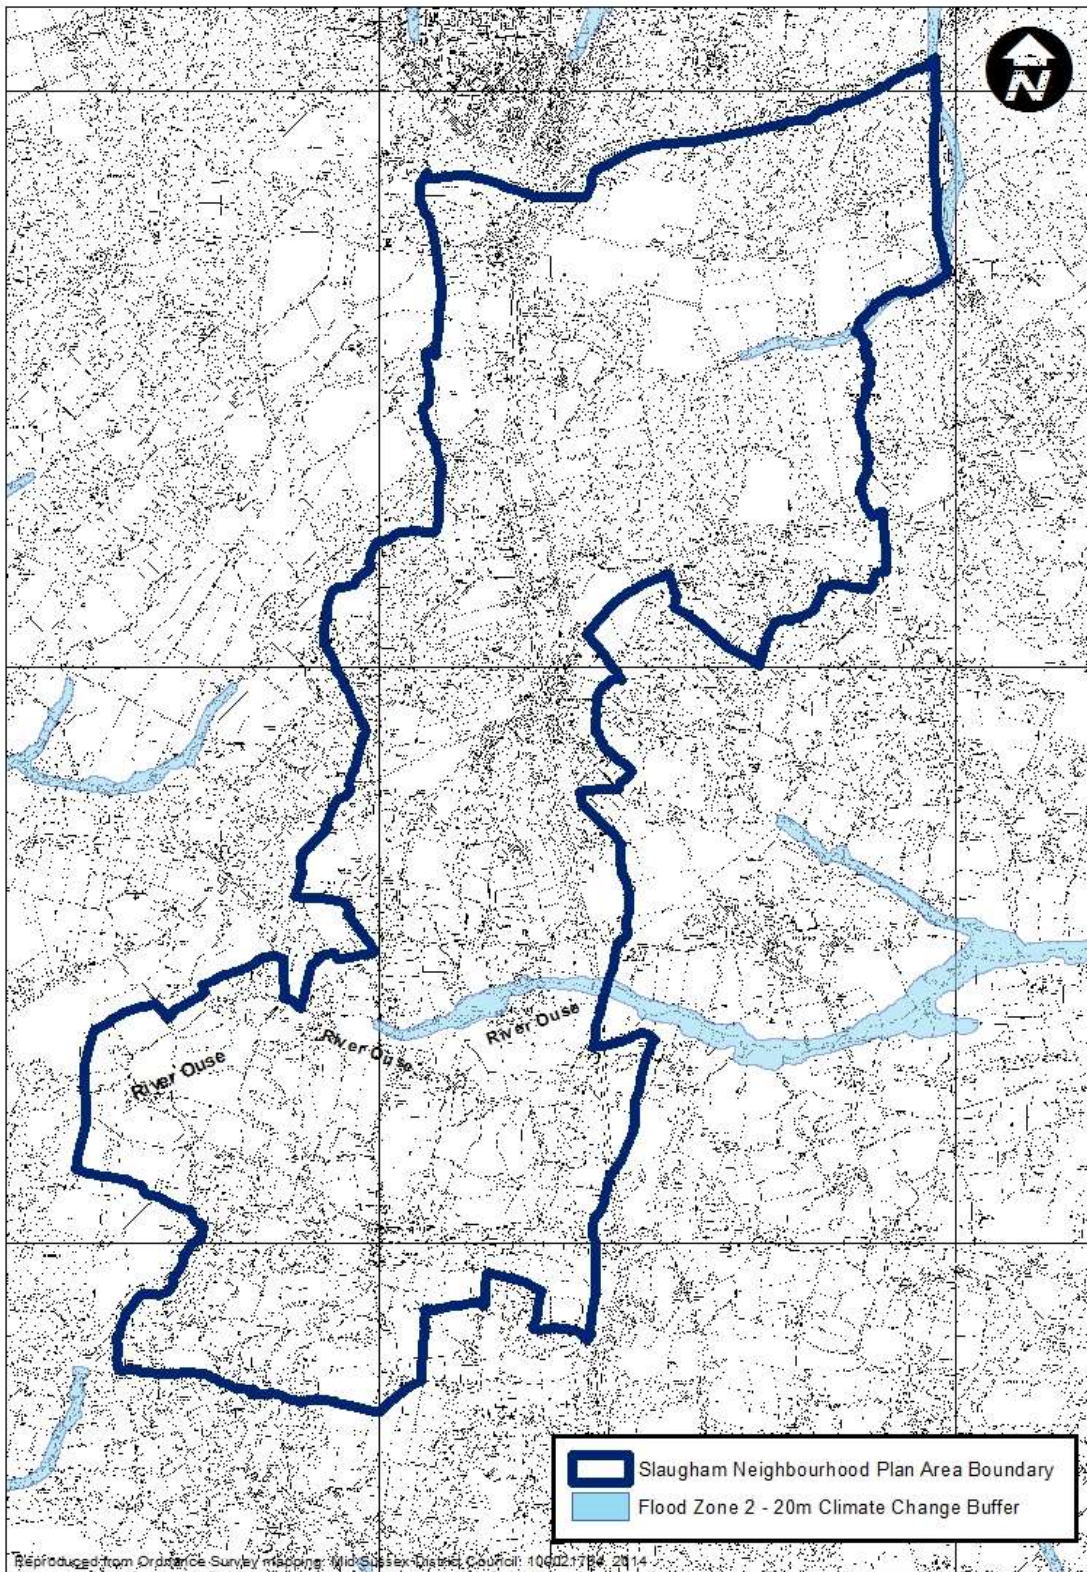 N
River Ouse
River Ouse
River Ouse
Slaugham Neighbourhood Plan Area Boundary
Flood Zone 2 - 20m Climate Change Buffer
Reproduced from Ordnance Survey mapping: Mid Sussex District Council: 2014